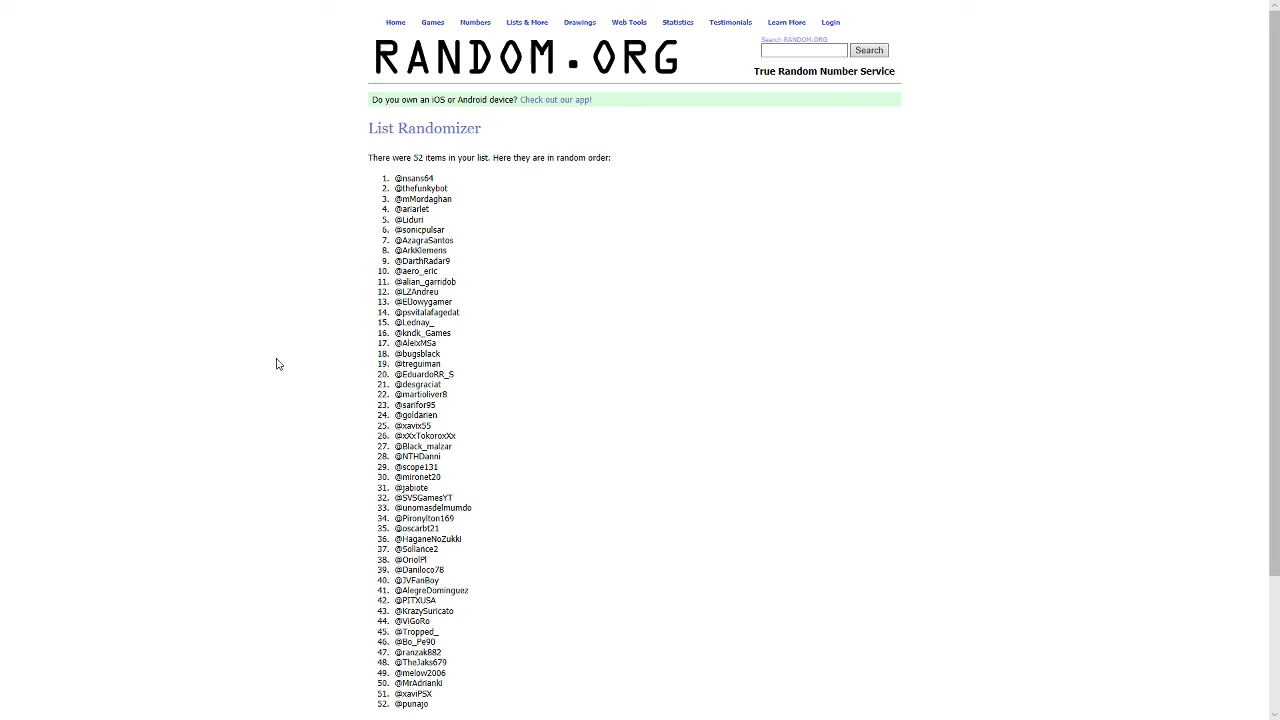 Home Games Numbers Lists & More Drawings Web Tools Statistics Testimonials Learn More Login
RANDOM.ORG
Search RANDOM.ORG
Search
True Random Number Service
Do you own an iOS or Android device? Check out our app!
List Randomizer
There were 52 items in your list. Here they are in random order:
1. @nsans64
2. @thefunkybot
3. @mMordaghan
4. @ariarlet
5. @Liduri
6. @sonicpulsar
7. @AzagraSantos
8. @ArkKlemens
9. @DarthRadar9
10. @aero_eric
11. @alian_garridob
12. @LZAndreu
13. @ElJowygamer
14. @psvitalafagedat
15. @Lednay_
16. @kndk_Games
17. @AleixMSa
18. @bugsblack
19. @treguiman
20. @EduardoRR_S
21. @desgraciat
22. @martioliver8
23. @sarifor95
24. @goldarien
25. @xavix55
26. @xXxTokoroxXx
27. @Black_malzar
28. @NTHDanni
29. @scope131
30. @mironet20
31. @jabiote
32. @SVSGamesYT
33. @unomasdelmumdo
34. @Pironylton169
35. @oscarbt21
36. @HaganeNoZukki
37. @Sollance2
38. @OriolPl
39. @Daniloco78
40. @JVFanBoy
41. @AlegreDominguez
42. @PITXUSA
43. @KrazySuricato
44. @ViGoRo
45. @Tropped_
46. @Bo_Pe90
47. @ranzak882
48. @TheJaks679
49. @melow2006
50. @MrAdrianki
51. @xaviPSX
52. @punajo